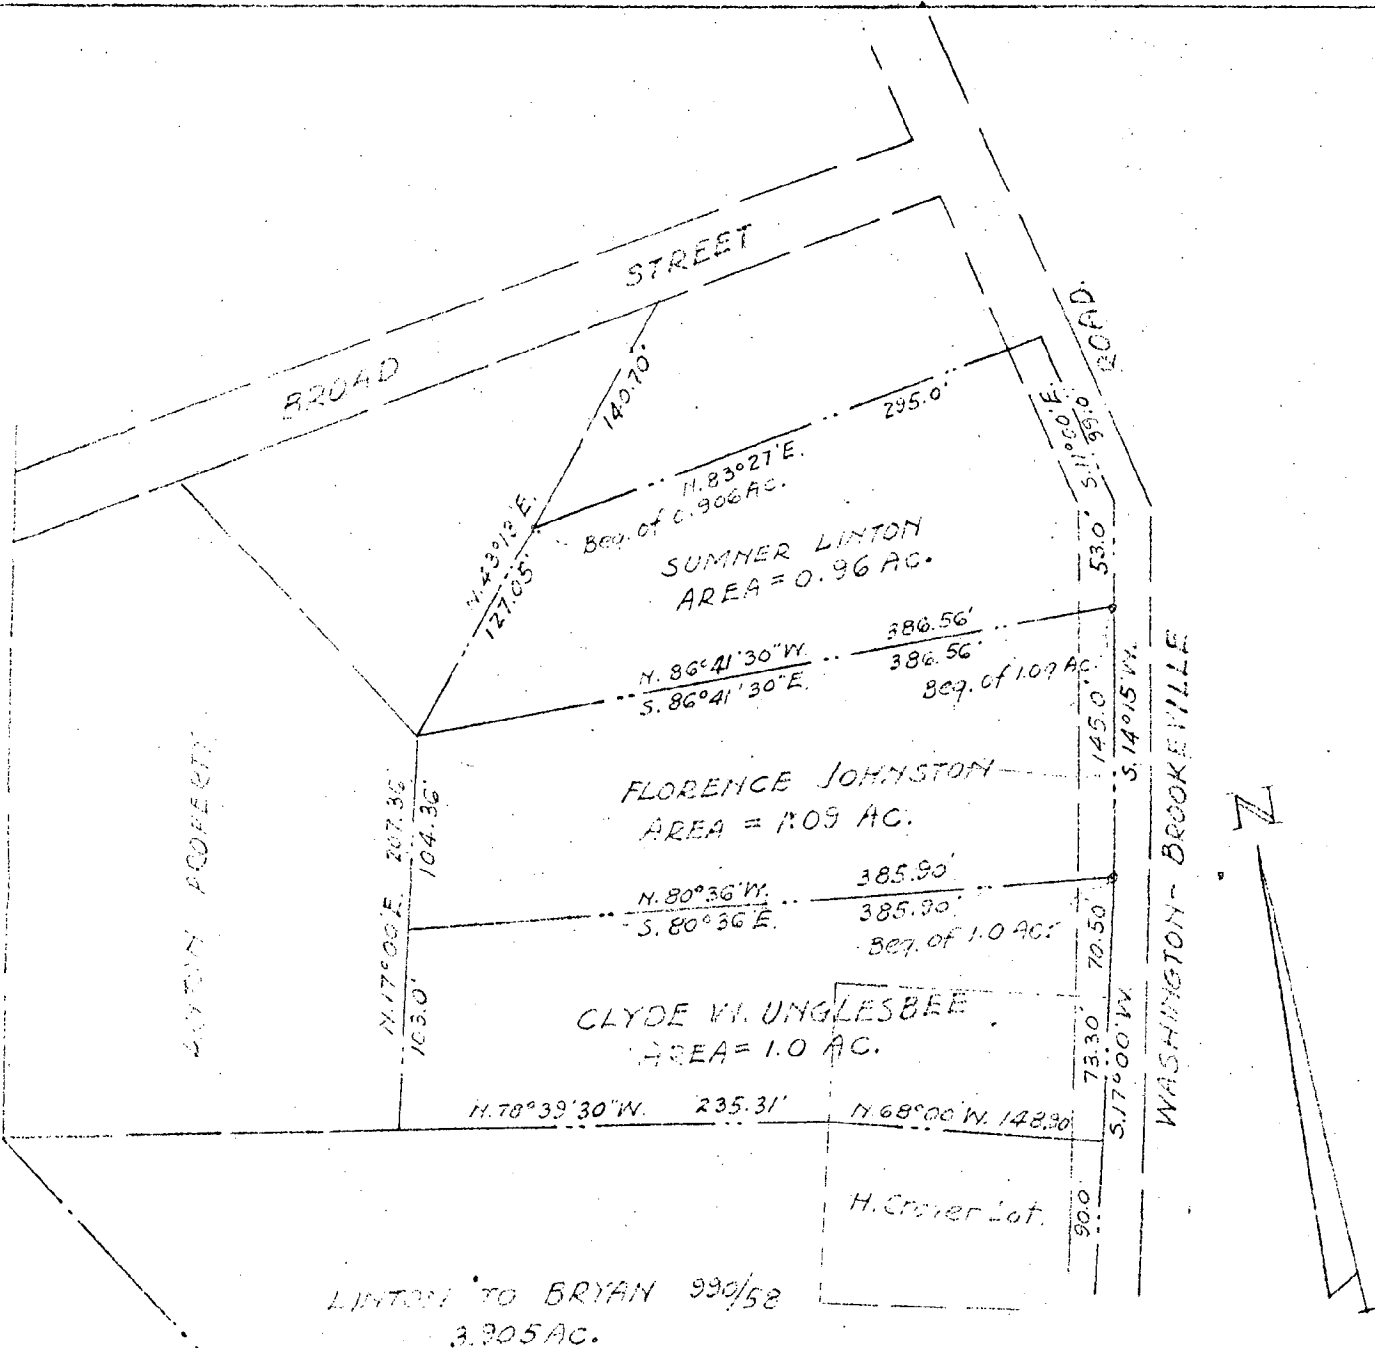 BROAD STREET
ROAD
140.70'
295.0'
N.83°27'E.
Beg. of 0.906 AC.
S.11°00'E.
99.0
N.43°13'E.
127.05'
SUMNER LINTON
AREA = 0.96 AC.
53.0'
386.56'
N. 86°41'30"W.
386.56'
S. 86°41'30"E.
Beg. of 1.09 AC.
145.0'
S.14°15'W.
WASHINGTON - BROOKEVILLE
PROPERTY
FLORENCE JOHNSTON
AREA = 1.09 AC.
N.17°00'E. 207.36'
104.36'
385.90'
N.80°36'W.
385.90'
S.80°36'E.
Beg. of 1.0 AC.
70.50'
Z
103.0'
CLYDE W. UNGLESBEE
AREA = 1.0 AC.
73.30'
S.17°00'W.
N.78°39'30"W. 235.31'
N.68°00'W. 148.90
H. Lot.
90.0'
LINTON TO BRYAN 990/58
3.905 AC.